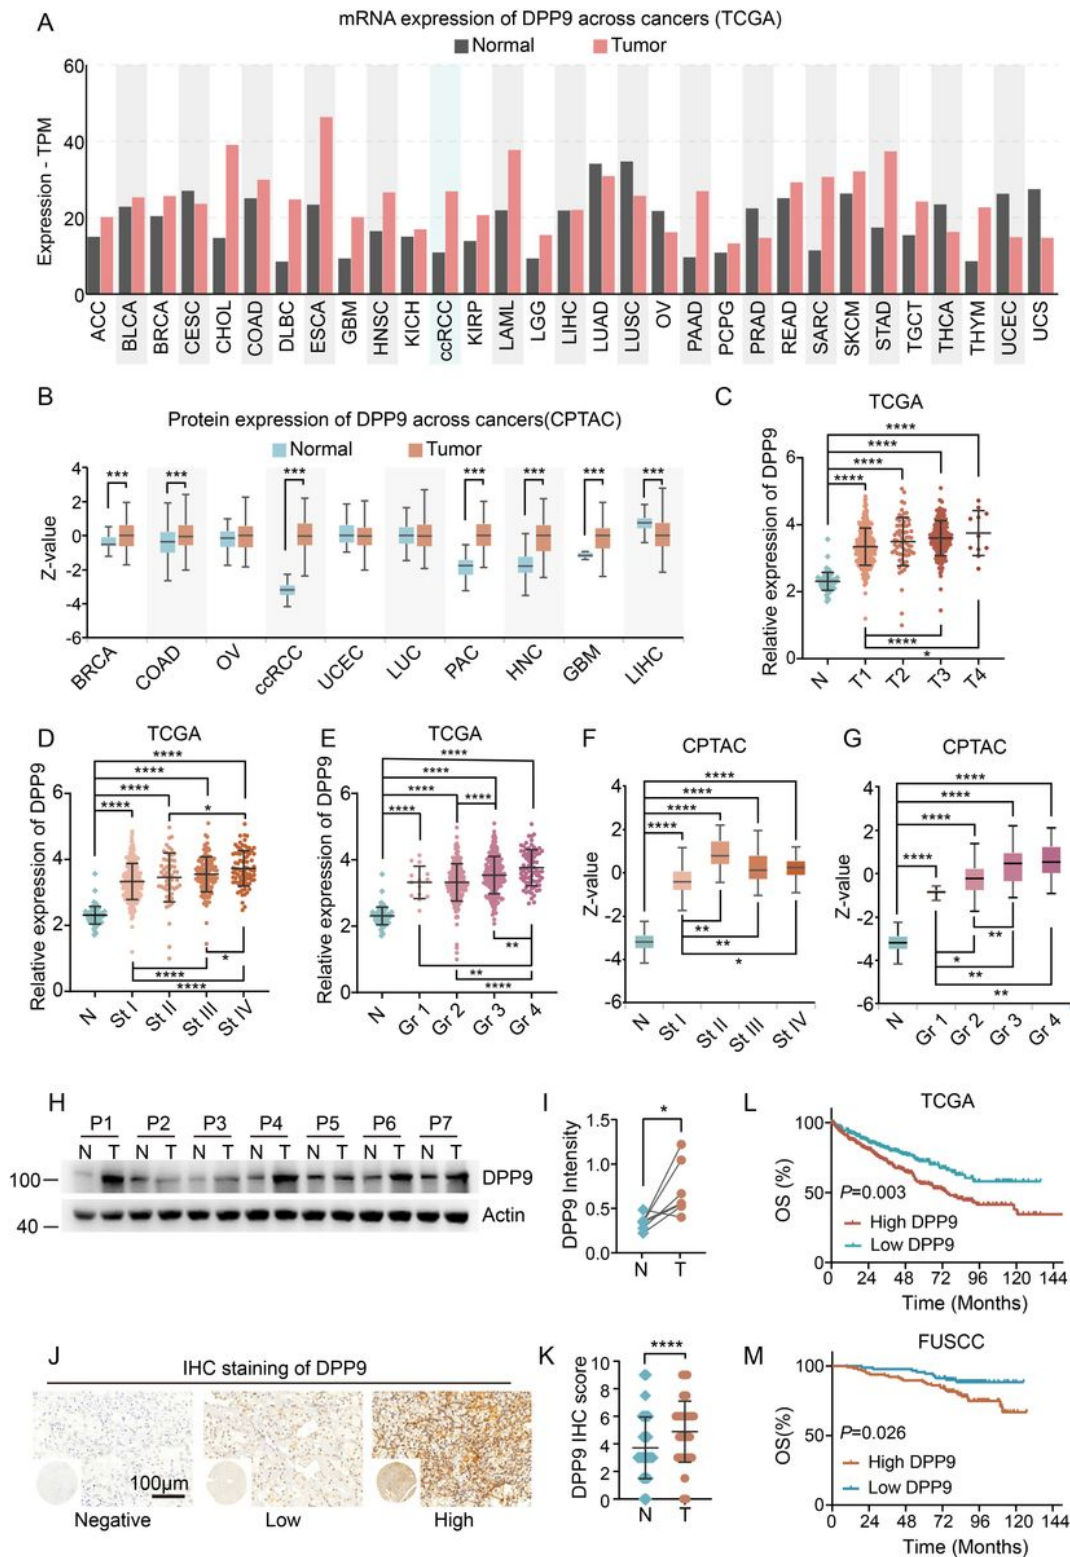 A
mRNA expression of DPP9 across cancers (TCGA)
Normal Tumor
Expression - TPM
60
40
20
0
ACC BLCA BRCA CESC CHOL COAD DLBC ESCA GBM HNSC KICH ccRCC KIRP LAML LGG LIHC LUAD LUSC OV PAAD PCPG PRAD READ SARC SKCM STAD TGCT THCA THYM UCEC UCS
B
Protein expression of DPP9 across cancers(CPTAC)
Normal Tumor
Z-value
4
2
0
-2
-4
-6
*** *** *** *** *** *** ***
BRCA COAD OV ccRCC UCEC LUC PAC HNC GBM LIHC
C
TCGA
Relative expression of DPP9
6
4
2
0
****
****
****
****
****
*
N T1 T2 T3 T4
D
TCGA
Relative expression of DPP9
6
4
2
0
****
****
****
****
*
*
****
****
N St I St II St III St IV
E
TCGA
Relative expression of DPP9
6
4
2
0
****
****
**** ****
****
**
**
****
N Gr 1 Gr 2 Gr 3 Gr 4
F
CPTAC
Z-value
4
2
0
-2
-4
-6
****
****
****
****
**
**
*
N St I St II St III St IV
G
CPTAC
Z-value
4
2
0
-2
-4
-6
****
****
****
****
**
*
**
**
N Gr 1 Gr 2 Gr 3 Gr 4
H
P1 P2 P3 P4 P5 P6 P7
N T N T N T N T N T N T N T
100
DPP9
40
Actin
I
DPP9 Intensity
1.5
1.0
0.5
0.0
*
N T
L
TCGA
OS (%)
100
50
0
P=0.003
High DPP9
Low DPP9
0 24 48 72 96 120 144
Time (Months)
J
IHC staining of DPP9
100μm
Negative Low High
K
DPP9 IHC score
10
8
6
4
2
0
****
N T
M
FUSCC
OS(%)
100
50
0
P=0.026
High DPP9
Low DPP9
0 24 48 72 96 120 144
Time (Months)